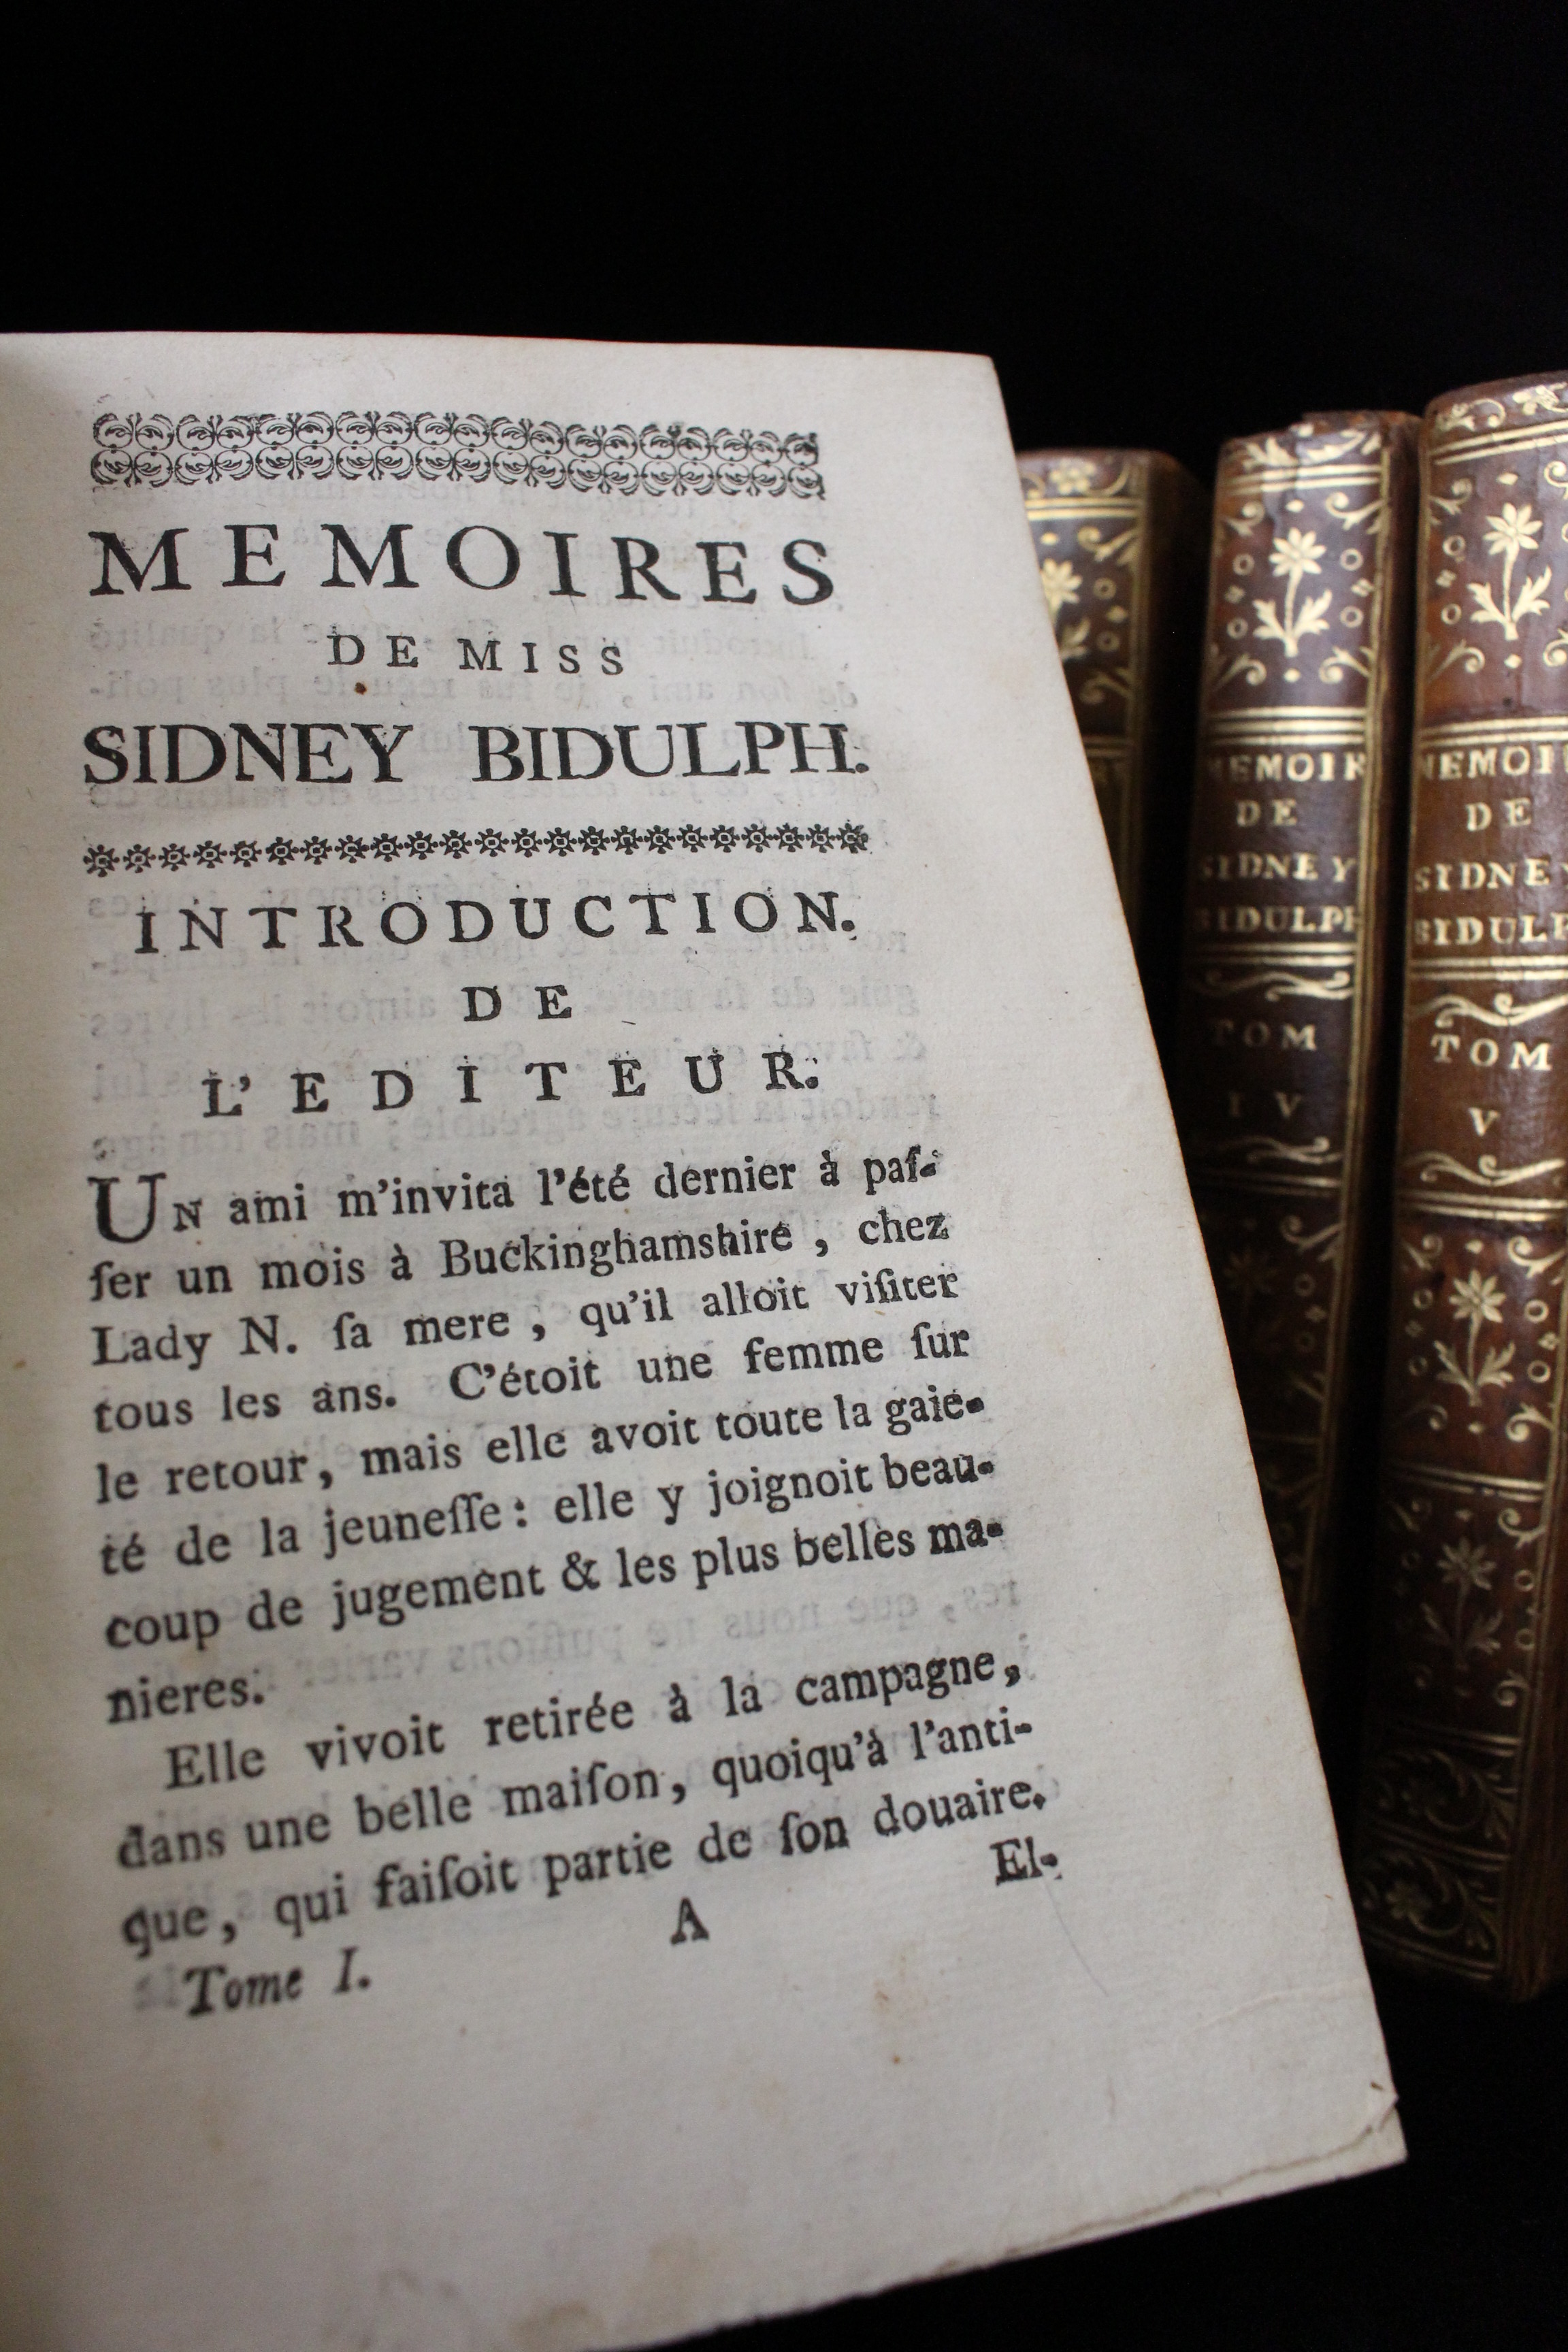 MEMOIRES
DE MISS
SIDNEY BIDULPH.
INTRODUCTION.
DE
L'EDITEUR.
UN ami m'invita l'été dernier à paſ-
ſer un mois à Buckinghamshire, chez
Lady N. ſa mere, qu'il alloit viſiter
tous les ans. C'étoit une femme ſur
le retour, mais elle avoit toute la gaie-
té de la jeuneſſe: elle y joignoit beau-
coup de jugement & les plus belles ma-
nieres.
Elle vivoit retirée à la campagne,
dans une belle maiſon, quoiqu'à l'anti-
que, qui faiſoit partie de ſon douaire.
El-
Tome I.
A
MEMOIR
DE
SIDNEY
BIDULPH
TOM
IV
MEMOI
DE
SIDNEY
BIDULP
TOM
V